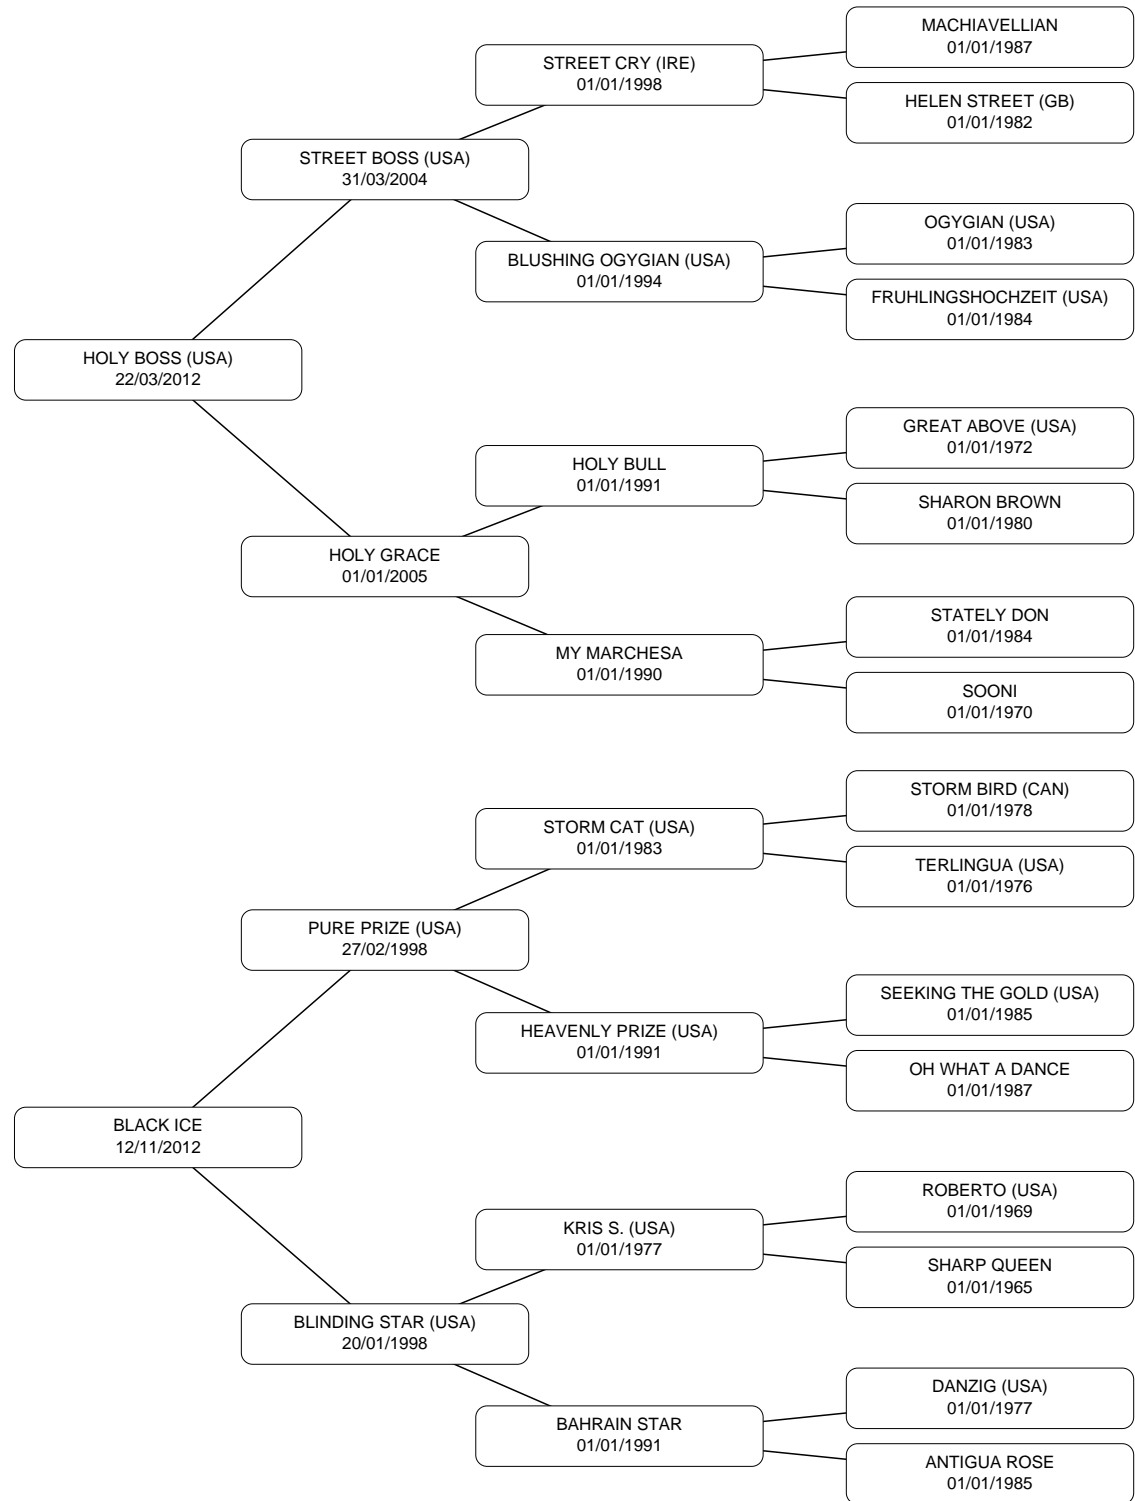 MACHIAVELLIAN
01/01/1987
STREET CRY (IRE)
01/01/1998
HELEN STREET (GB)
01/01/1982
STREET BOSS (USA)
31/03/2004
OGYGIAN (USA)
01/01/1983
BLUSHING OGYGIAN (USA)
01/01/1994
FRUHLINGSHOCHZEIT (USA)
01/01/1984
HOLY BOSS (USA)
22/03/2012
GREAT ABOVE (USA)
01/01/1972
HOLY BULL
01/01/1991
SHARON BROWN
01/01/1980
HOLY GRACE
01/01/2005
STATELY DON
01/01/1984
MY MARCHESA
01/01/1990
SOONI
01/01/1970
STORM BIRD (CAN)
01/01/1978
STORM CAT (USA)
01/01/1983
TERLINGUA (USA)
01/01/1976
PURE PRIZE (USA)
27/02/1998
SEEKING THE GOLD (USA)
01/01/1985
HEAVENLY PRIZE (USA)
01/01/1991
OH WHAT A DANCE
01/01/1987
BLACK ICE
12/11/2012
ROBERTO (USA)
01/01/1969
KRIS S. (USA)
01/01/1977
SHARP QUEEN
01/01/1965
BLINDING STAR (USA)
20/01/1998
DANZIG (USA)
01/01/1977
BAHRAIN STAR
01/01/1991
ANTIGUA ROSE
01/01/1985